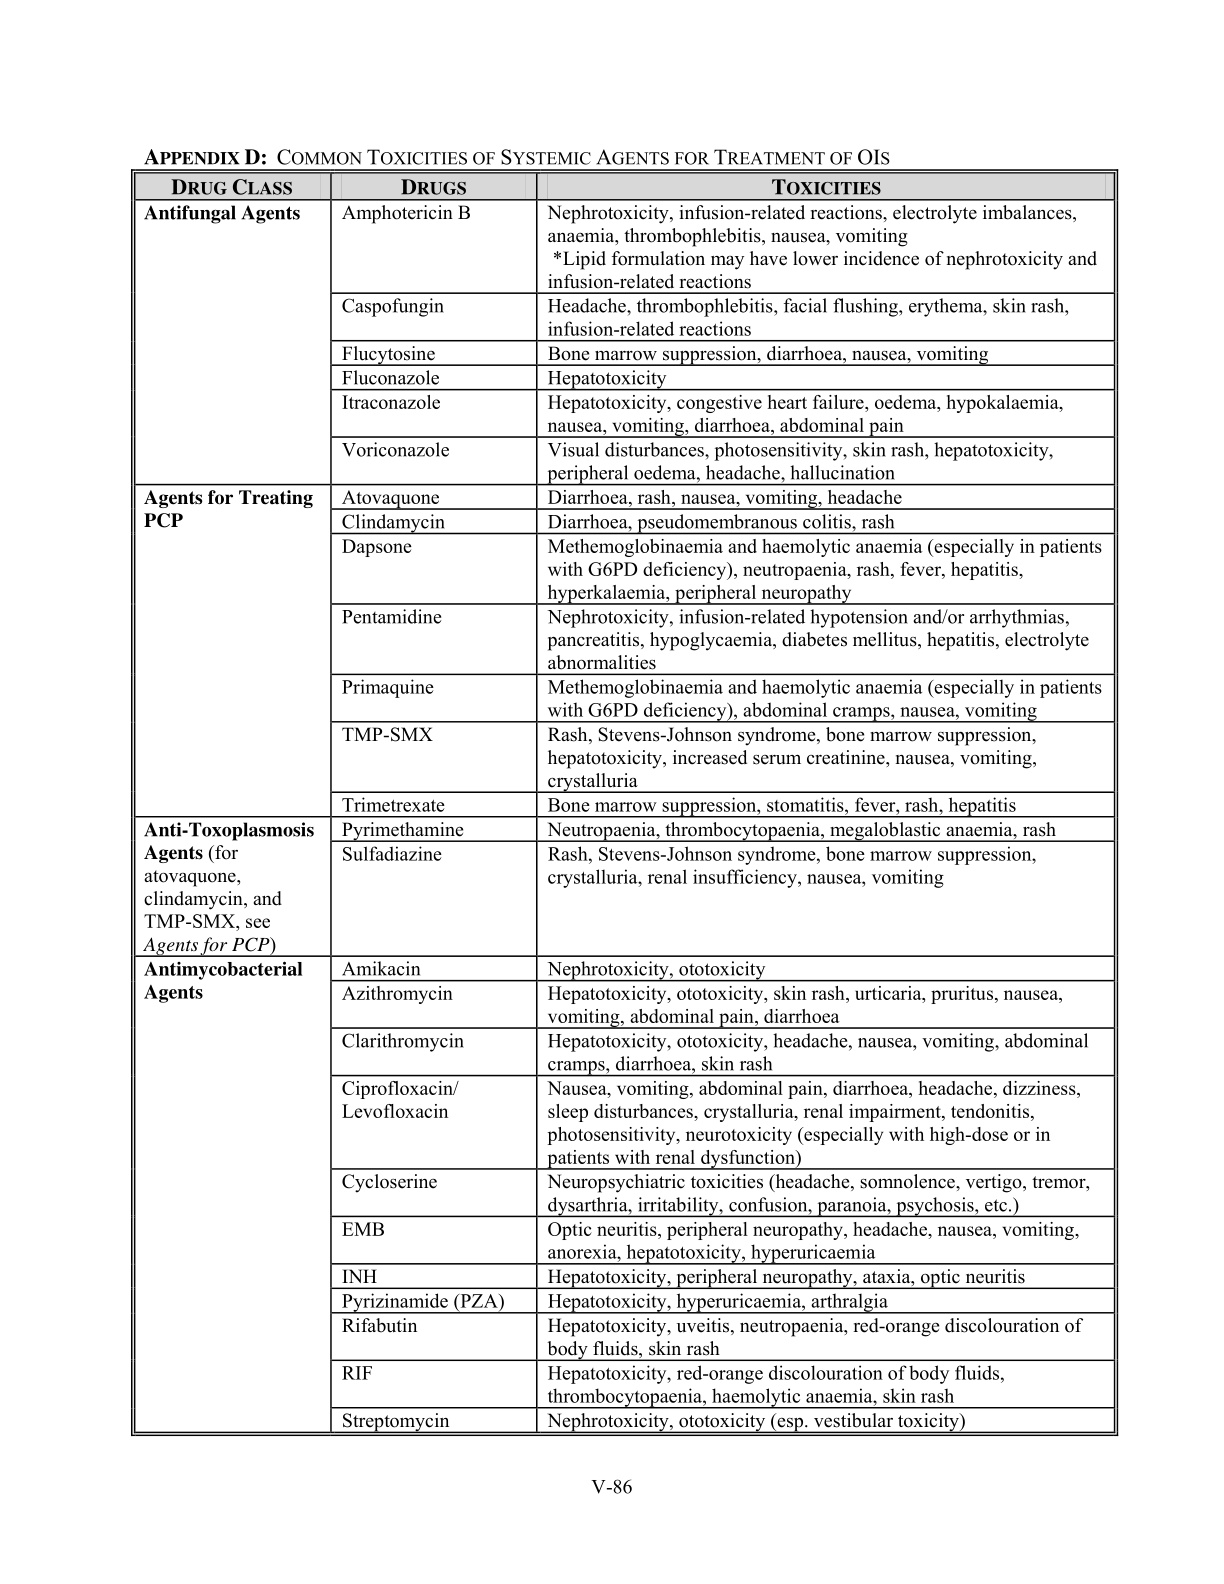 APPENDIX D: COMMON TOXICITIES OF SYSTEMIC AGENTS FOR TREATMENT OF OIS
DRUG CLASS DRUGS TOXICITIES
Antifungal Agents Amphotericin B Nephrotoxicity, infusion-related reactions, electrolyte imbalances,
anaemia, thrombophlebitis, nausea, vomiting
*Lipid formulation may have lower incidence of nephrotoxicity and
infusion-related reactions
Caspofungin Headache, thrombophlebitis, facial flushing, erythema, skin rash,
infusion-related reactions
Flucytosine Bone marrow suppression, diarrhoea, nausea, vomiting
Fluconazole Hepatotoxicity
Itraconazole Hepatotoxicity, congestive heart failure, oedema, hypokalaemia,
nausea, vomiting, diarrhoea, abdominal pain
Voriconazole Visual disturbances, photosensitivity, skin rash, hepatotoxicity,
peripheral oedema, headache, hallucination
Agents for Treating Atovaquone Diarrhoea, rash, nausea, vomiting, headache
PCP Clindamycin Diarrhoea, pseudomembranous colitis, rash
Dapsone Methemoglobinaemia and haemolytic anaemia (especially in patients
with G6PD deficiency), neutropaenia, rash, fever, hepatitis,
hyperkalaemia, peripheral neuropathy
Pentamidine Nephrotoxicity, infusion-related hypotension and/or arrhythmias,
pancreatitis, hypoglycaemia, diabetes mellitus, hepatitis, electrolyte
abnormalities
Primaquine Methemoglobinaemia and haemolytic anaemia (especially in patients
with G6PD deficiency), abdominal cramps, nausea, vomiting
TMP-SMX Rash, Stevens-Johnson syndrome, bone marrow suppression,
hepatotoxicity, increased serum creatinine, nausea, vomiting,
crystalluria
Trimetrexate Bone marrow suppression, stomatitis, fever, rash, hepatitis
Anti-Toxoplasmosis Pyrimethamine Neutropaenia, thrombocytopaenia, megaloblastic anaemia, rash
Agents (for Sulfadiazine Rash, Stevens-Johnson syndrome, bone marrow suppression,
atovaquone, crystalluria, renal insufficiency, nausea, vomiting
clindamycin, and
TMP-SMX, see
Agents for PCP)
Antimycobacterial Amikacin Nephrotoxicity, ototoxicity
Agents Azithromycin Hepatotoxicity, ototoxicity, skin rash, urticaria, pruritus, nausea,
vomiting, abdominal pain, diarrhoea
Clarithromycin Hepatotoxicity, ototoxicity, headache, nausea, vomiting, abdominal
cramps, diarrhoea, skin rash
Ciprofloxacin/ Nausea, vomiting, abdominal pain, diarrhoea, headache, dizziness,
Levofloxacin sleep disturbances, crystalluria, renal impairment, tendonitis,
photosensitivity, neurotoxicity (especially with high-dose or in
patients with renal dysfunction)
Cycloserine Neuropsychiatric toxicities (headache, somnolence, vertigo, tremor,
dysarthria, irritability, confusion, paranoia, psychosis, etc.)
EMB Optic neuritis, peripheral neuropathy, headache, nausea, vomiting,
anorexia, hepatotoxicity, hyperuricaemia
INH Hepatotoxicity, peripheral neuropathy, ataxia, optic neuritis
Pyrizinamide (PZA) Hepatotoxicity, hyperuricaemia, arthralgia
Rifabutin Hepatotoxicity, uveitis, neutropaenia, red-orange discolouration of
body fluids, skin rash
RIF Hepatotoxicity, red-orange discolouration of body fluids,
thrombocytopaenia, haemolytic anaemia, skin rash
Streptomycin Nephrotoxicity, ototoxicity (esp. vestibular toxicity)
V-86